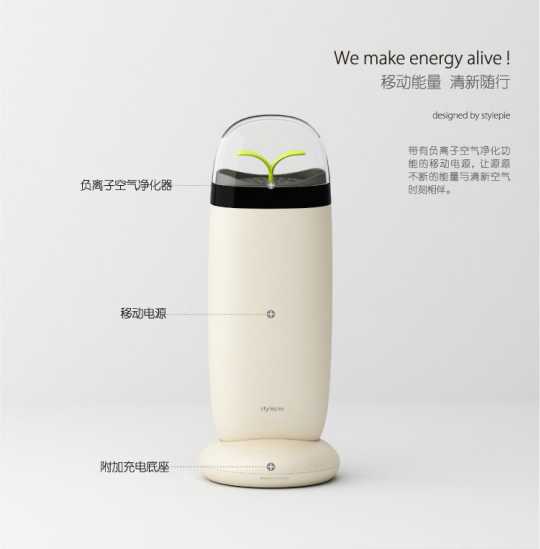 We make energy alive !
移动能量 清新随行
designed by stylepie
带有负离子空气净化功
能的移动电源，让源源
不断的能量与清新空气
时刻相伴。
负离子空气净化器
移动电源
stylepie
附加充电底座